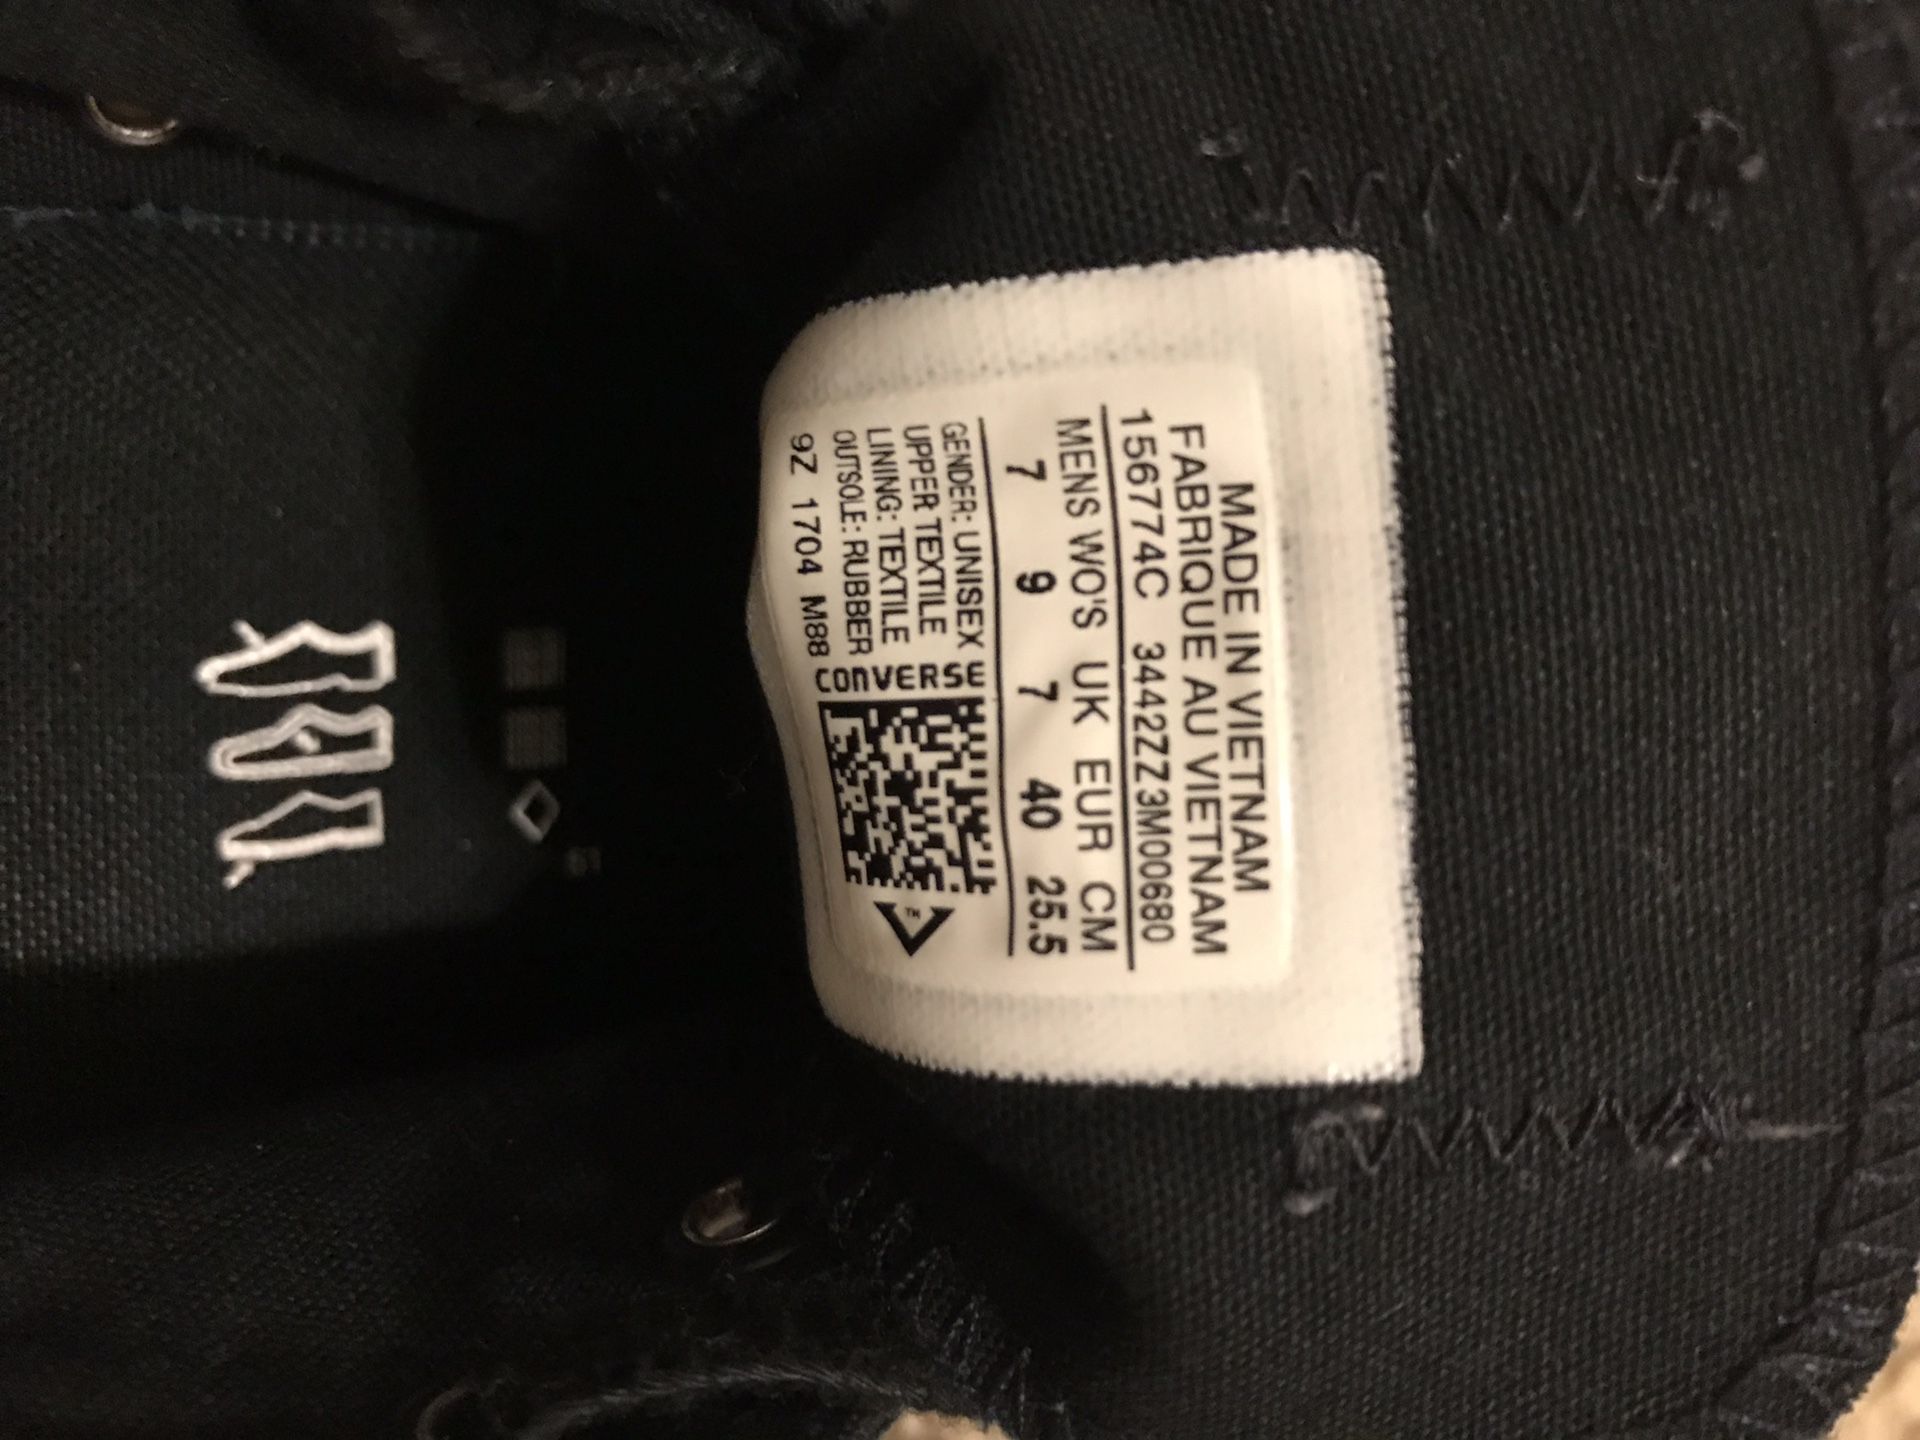 MADE IN VIETNAM
FABRIQUE AU VIETNAM
156774C 3442ZZ3M00680
MENS WO'S UK EUR CM
7 9 7 40 25.5
GENDER: UNISEX
UPPER TEXTILE
LINING: TEXTILE
OUTSOLE: RUBBER
9Z 1704 M88
CONVERSE
TM